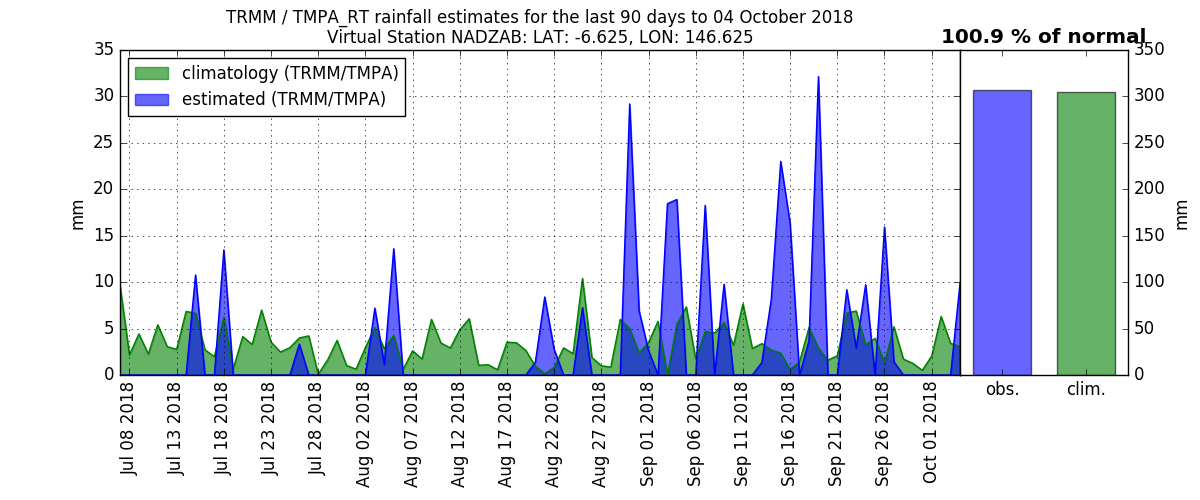 TRMM / TMPA_RT rainfall estimates for the last 90 days to 04 October 2018
Virtual Station NADZAB: LAT: -6.625, LON: 146.625
100.9 % of normal
climatology (TRMM/TMPA)
estimated (TRMM/TMPA)
mm
35
30
25
20
15
10
5
0
Jul 08 2018
Jul 13 2018
Jul 18 2018
Jul 23 2018
Jul 28 2018
Aug 02 2018
Aug 07 2018
Aug 12 2018
Aug 17 2018
Aug 22 2018
Aug 27 2018
Sep 01 2018
Sep 06 2018
Sep 11 2018
Sep 16 2018
Sep 21 2018
Sep 26 2018
Oct 01 2018
obs.
clim.
350
300
250
200
150
100
50
0
mm